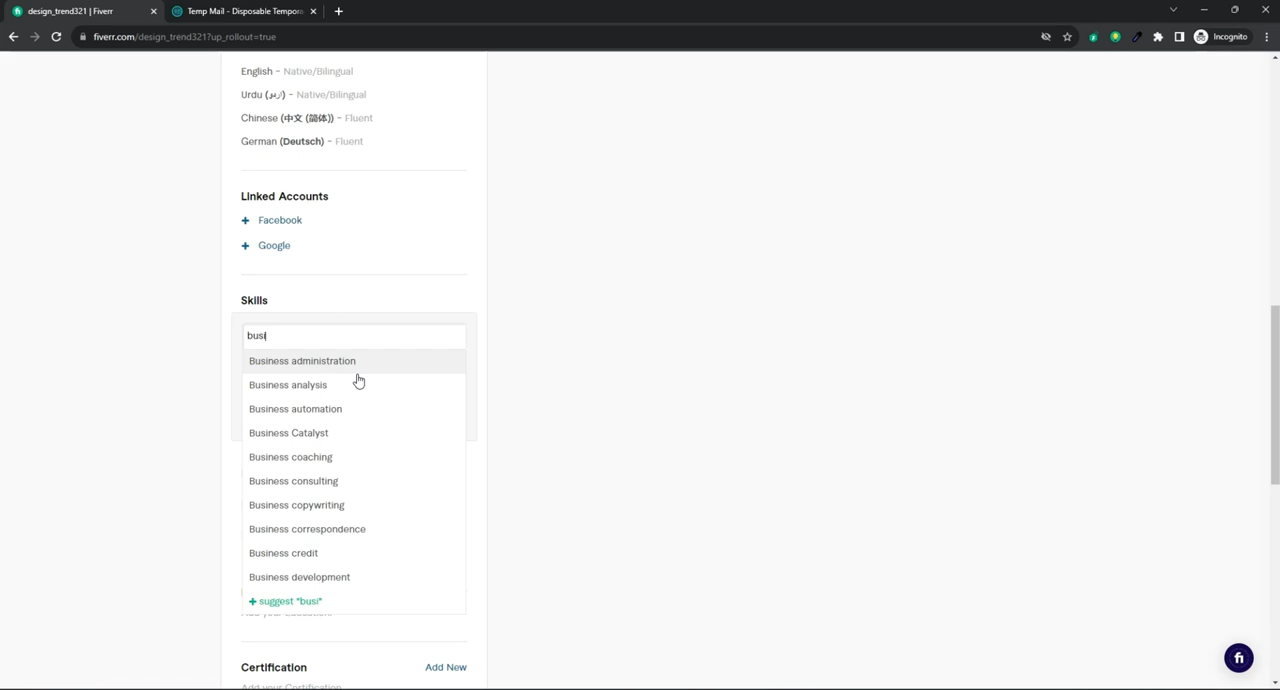 design_trend321 | Fiverr
Temp Mail - Disposable Tempora
fiverr.com/design_trend321?up_rollout=true
Incognito
English - Native/Bilingual
Urdu (اردو) - Native/Bilingual
Chinese (中文 (简体)) - Fluent
German (Deutsch) - Fluent
Linked Accounts
+ Facebook
+ Google
Skills
busi
Business administration
Business analysis
Business automation
Business Catalyst
Business coaching
Business consulting
Business copywriting
Business correspondence
Business credit
Business development
+ suggest "busi"
Certification Add New
Add your Certification
fi